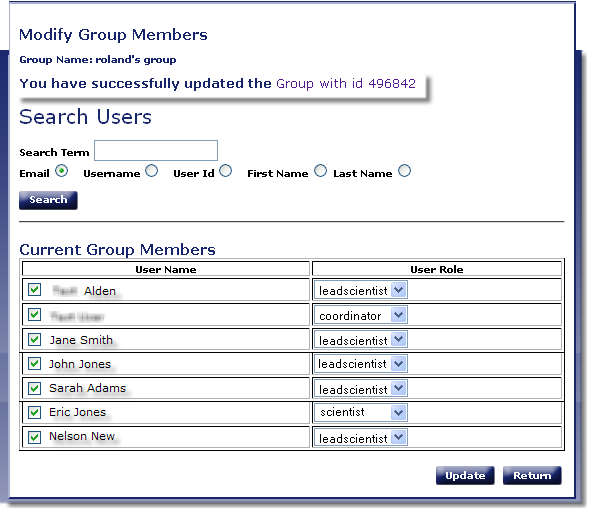 Modify Group Members
Group Name: roland's group
You have successfully updated the Group with id 496842
Search Users
Search Term
Email Username User Id First Name Last Name
Search
Current Group Members
User Name User Role
Alden leadscientist
coordinator
Jane Smith leadscientist
John Jones leadscientist
Sarah Adams leadscientist
Eric Jones scientist
Nelson New leadscientist
Update Return